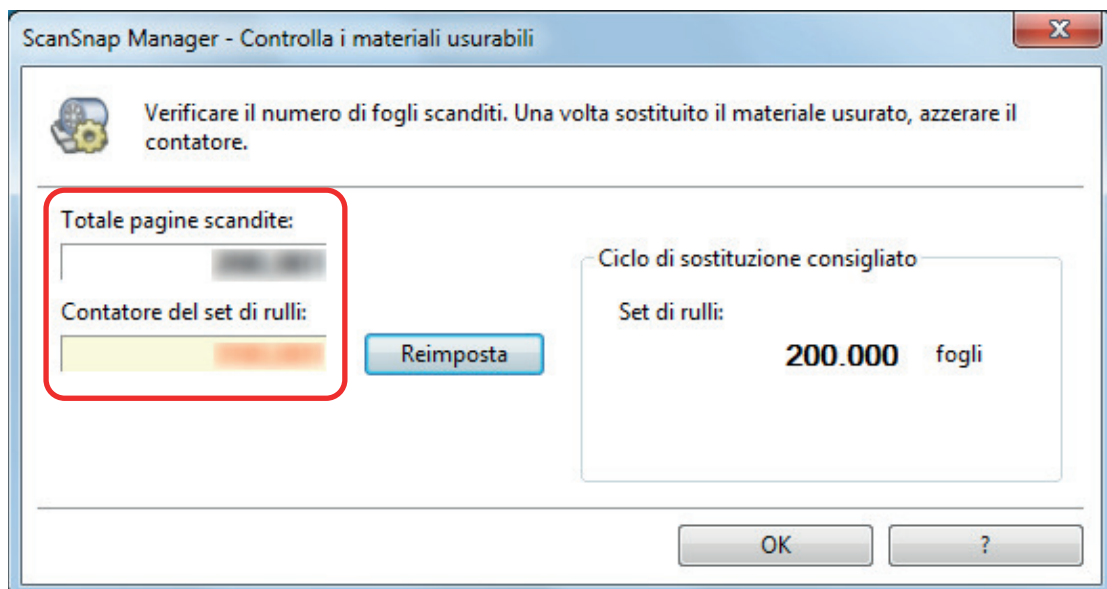 ScanSnap Manager - Controlla i materiali usurabili
Verificare il numero di fogli scanditi. Una volta sostituito il materiale usurato, azzerare il
contatore.
Totale pagine scandite:
Contatore del set di rulli:
Reimposta
Ciclo di sostituzione consigliato
Set di rulli:
200.000 fogli
OK
?